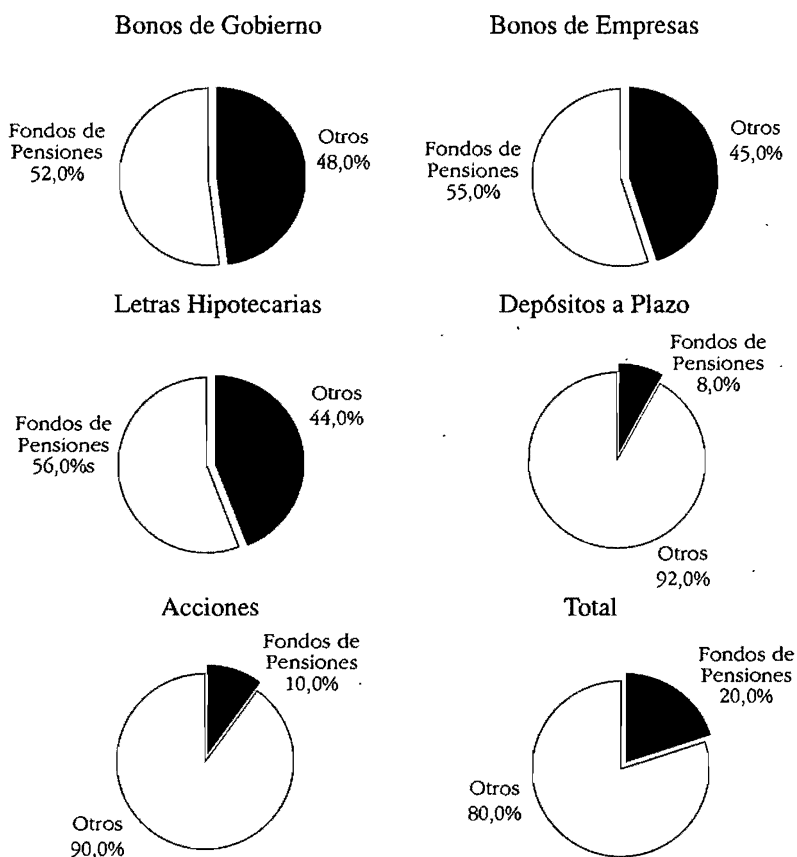 Bonos de Gobierno
Fondos de
Pensiones
52,0%
Otros
48,0%
Bonos de Empresas
Fondos de
Pensiones
55,0%
Otros
45,0%
Letras Hipotecarias
Fondos de
Pensiones
56,0%s
Otros
44,0%
Depósitos a Plazo
Fondos de
Pensiones
8,0%
Otros
92,0%
Acciones
Fondos de
Pensiones
10,0%
Otros
90,0%
Total
Fondos de
Pensiones
20,0%
Otros
80,0%